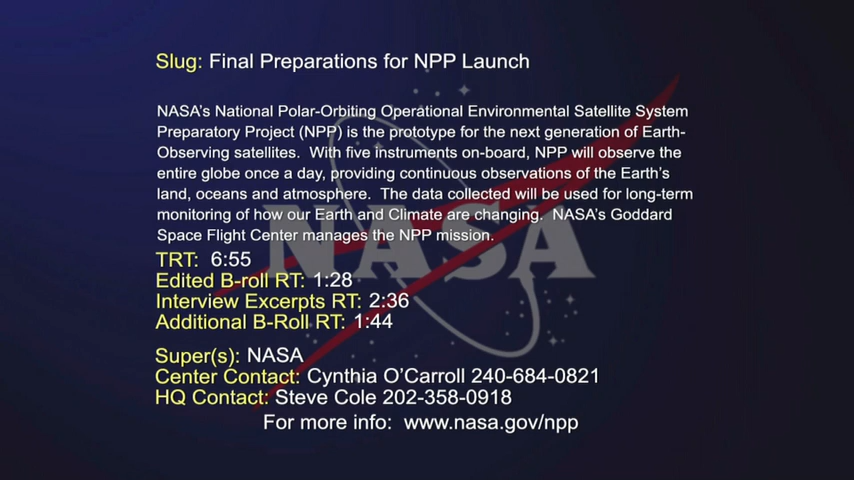 Slug: Final Preparations for NPP Launch
NASA's National Polar-Orbiting Operational Environmental Satellite System
Preparatory Project (NPP) is the prototype for the next generation of Earth-
Observing satellites.  With five instruments on-board, NPP will observe the
entire globe once a day, providing continuous observations of the Earth's
land, oceans and atmosphere.  The data collected will be used for long-term
monitoring of how our Earth and Climate are changing.  NASA's Goddard
Space Flight Center manages the NPP mission.
NASA
TRT: 6:55
Edited B-roll RT: 1:28
Interview Excerpts RT: 2:36
Additional B-Roll RT: 1:44
Super(s): NASA
Center Contact: Cynthia O'Carroll 240-684-0821
HQ Contact: Steve Cole 202-358-0918
For more info:  www.nasa.gov/npp